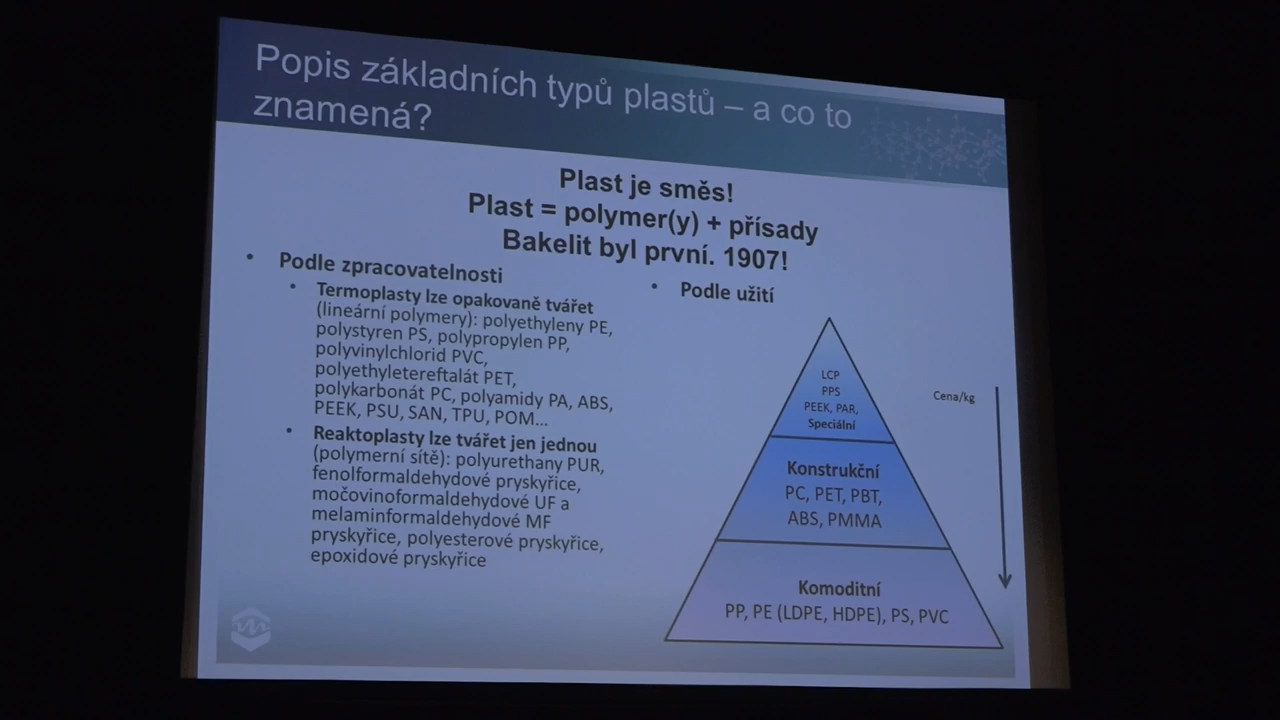 Popis základních typů plastů – a co to
znamená?
Plast je směs!
Plast = polymer(y) + přísady
Bakelit byl první. 1907!
• Podle zpracovatelnosti
• Termoplasty lze opakovaně tvářet
(lineární polymery): polyethyleny PE,
polystyren PS, polypropylen PP,
polyvinylchlorid PVC,
polyethyletereftalát PET,
polykarbonát PC, polyamidy PA, ABS,
PEEK, PSU, SAN, TPU, POM...
• Reaktoplasty lze tvářet jen jednou
(polymerní sítě): polyurethany PUR,
fenolformaldehydové pryskyřice,
močovinoformaldehydové UF a
melaminformaldehydové MF
pryskyřice, polyesterové pryskyřice,
epoxidové pryskyřice
• Podle užití
LCP
PPS
PEEK, PAR,
Speciální
Konstrukční
PC, PET, PBT,
ABS, PMMA
Komoditní
PP, PE (LDPE, HDPE), PS, PVC
Cena/kg